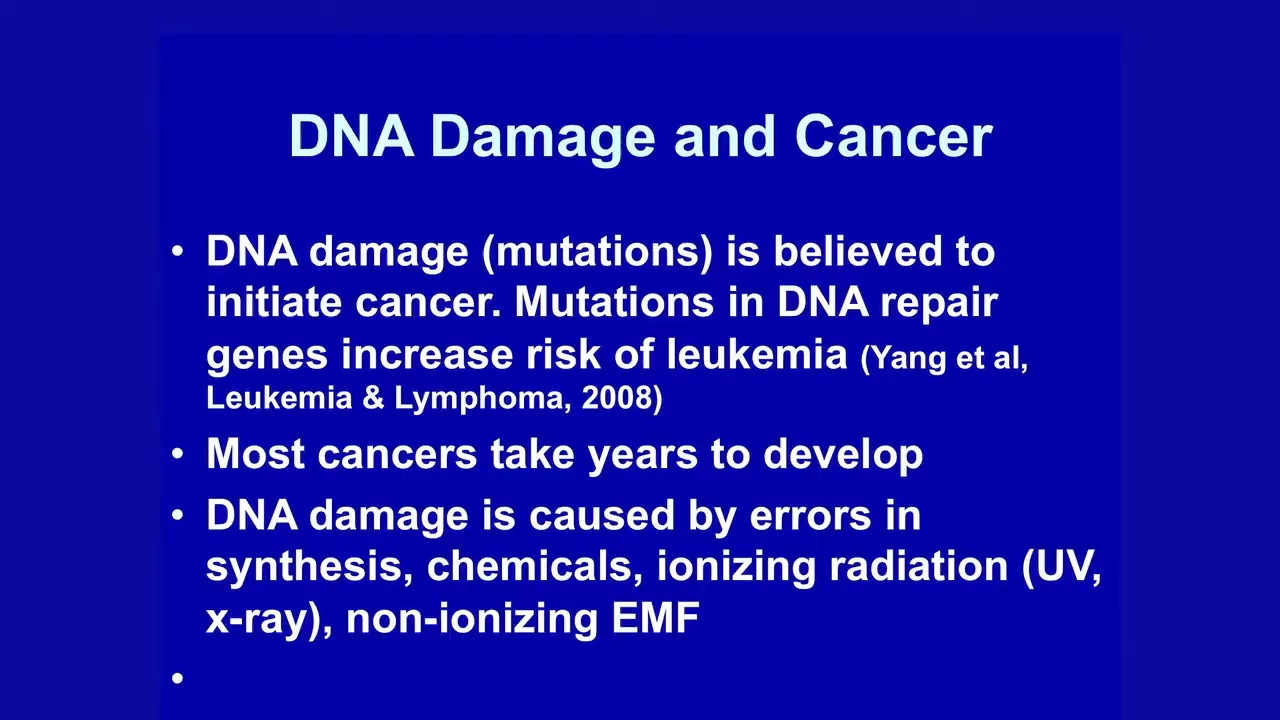 DNA Damage and Cancer
• DNA damage (mutations) is believed to
initiate cancer. Mutations in DNA repair
genes increase risk of leukemia (Yang et al,
Leukemia & Lymphoma, 2008)
• Most cancers take years to develop
• DNA damage is caused by errors in
synthesis, chemicals, ionizing radiation (UV,
x-ray), non-ionizing EMF
•